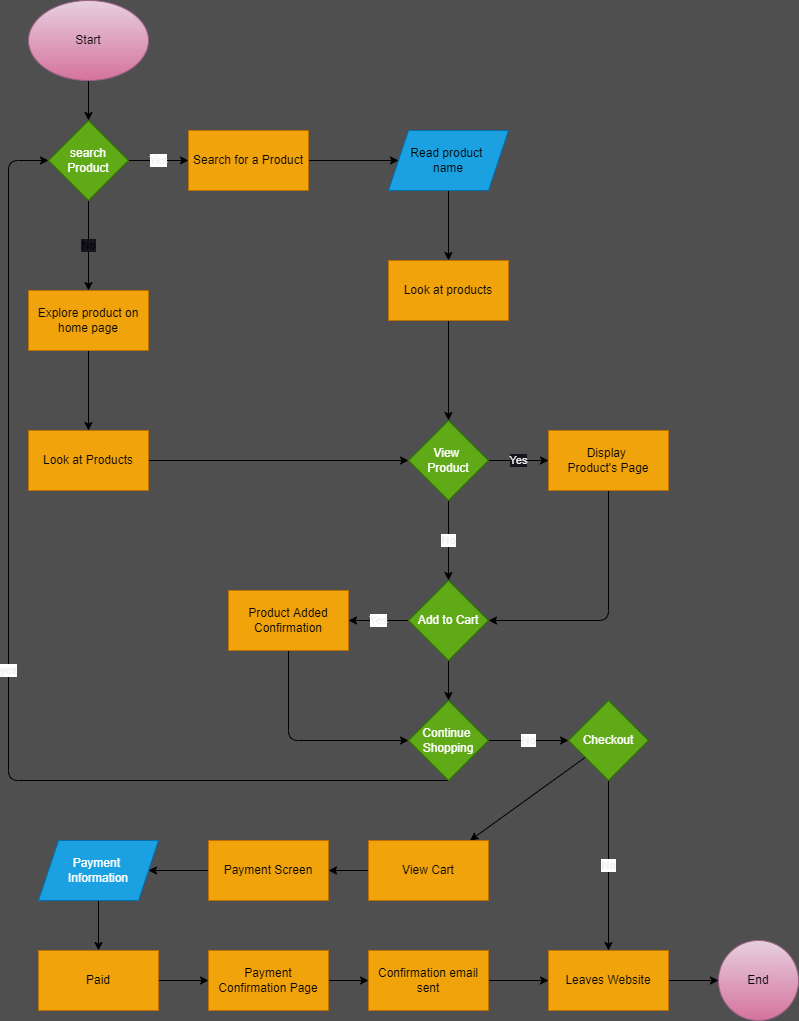 Start
search
Product
Search for a Product
Read product
name
No
Look at products
Explore product on
home page
Look at Products
View
Product
Yes
Display
Product's Page
Product Added
Confirmation
Add to Cart
Continue
Shopping
Checkout
Payment
Information
Payment Screen
View Cart
Paid
Payment
Confirmation Page
Confirmation email
sent
Leaves Website
End